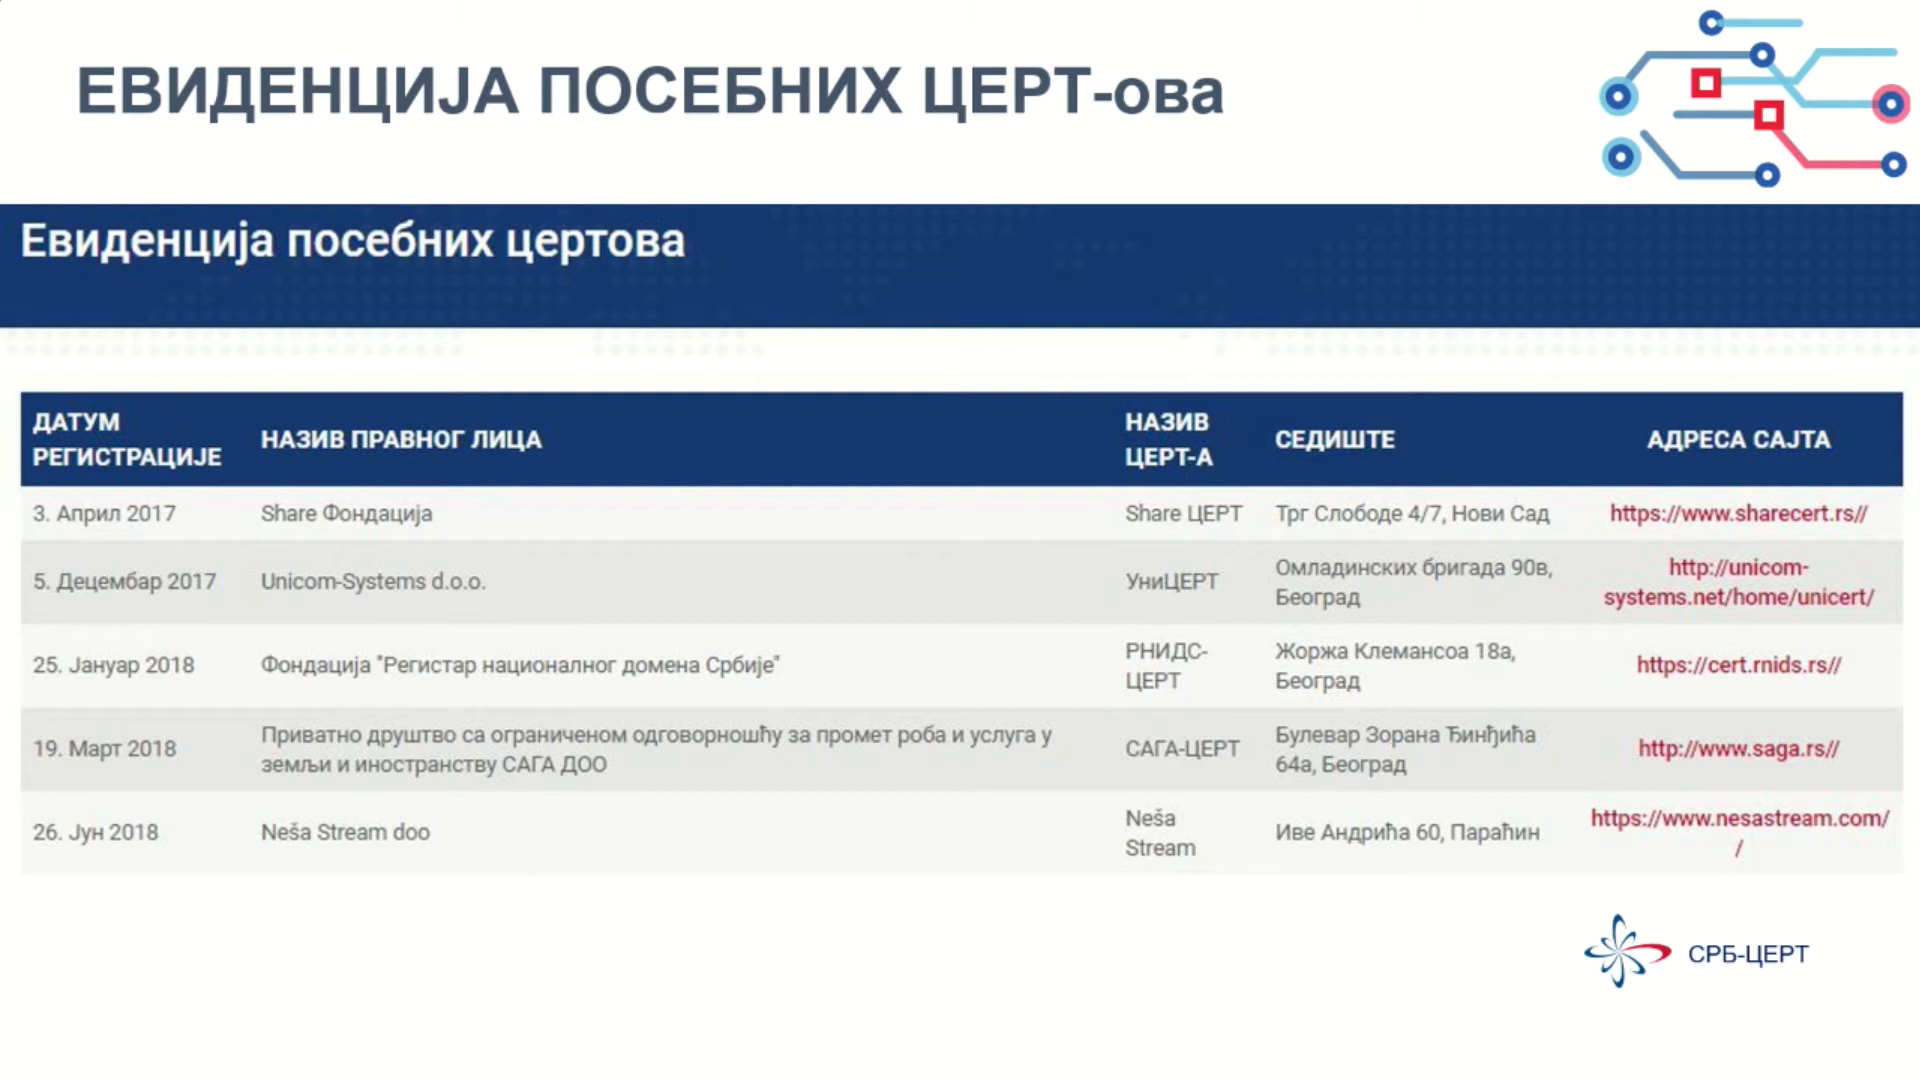 ЕВИДЕНЦИЈА ПОСЕБНИХ ЦЕРТ-ова
Евиденција посебних цертова
ДАТУМ
РЕГИСТРАЦИЈЕ
НАЗИВ ПРАВНОГ ЛИЦА
НАЗИВ
ЦЕРТ-А
СЕДИШТЕ
АДРЕСА САЈТА
3. Април 2017
Share Фондација
Share ЦЕРТ
Трг Слободе 4/7, Нови Сад
https://www.sharecert.rs//
5. Децембар 2017
Unicom-Systems d.o.o.
УниЦЕРТ
Омладинских бригада 90в,
Београд
http://unicom-
systems.net/home/unicert/
25. Јануар 2018
Фондација "Регистар националног домена Србије"
РНИДС-
ЦЕРТ
Жоржа Клемансоа 18а,
Београд
https://cert.rnids.rs//
19. Март 2018
Приватно друштво са ограниченом одговорношћу за промет роба и услуга у
земљи и иностранству САГА ДОО
САГА-ЦЕРТ
Булевар Зорана Ђинђића
64а, Београд
http://www.saga.rs//
26. Јун 2018
Neša Stream doo
Neša
Stream
Иве Андрића 60, Параћин
https://www.nesastream.com/
/
СРБ-ЦЕРТ